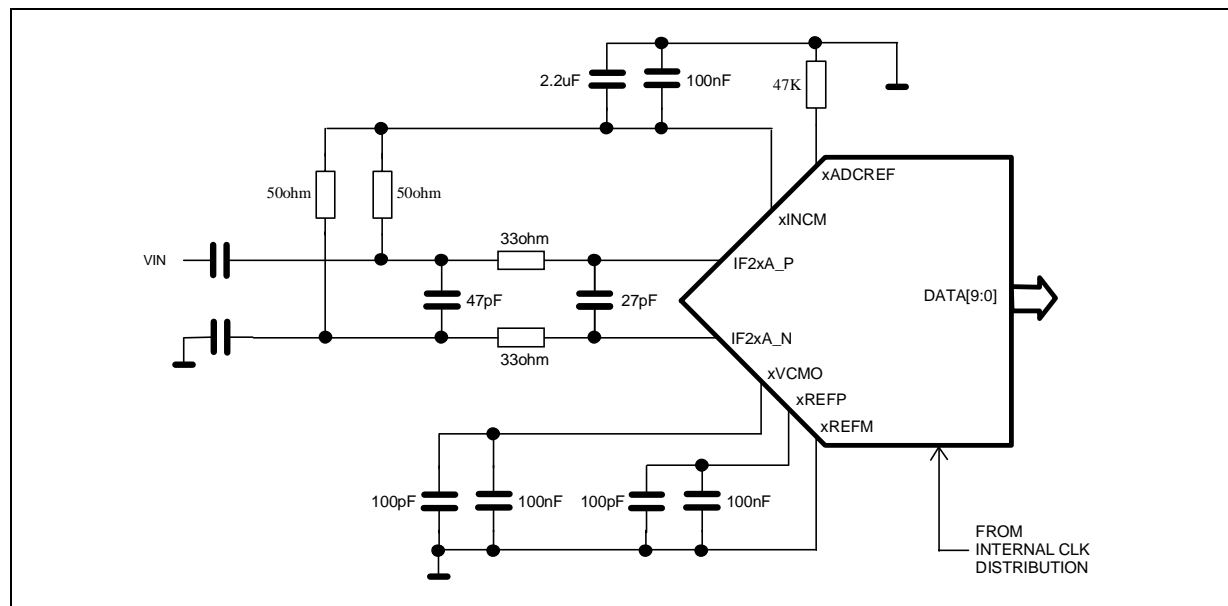 2.2uF
100nF
47K
xADCREF
50ohm
50ohm
xINCM
33ohm
VIN
IF2xA_P
47pF
27pF
DATA[9:0]
IF2xA_N
33ohm
xVCMO
xREFP
xREFM
100pF
100nF
100pF
100nF
FROM
INTERNAL CLK
DISTRIBUTION